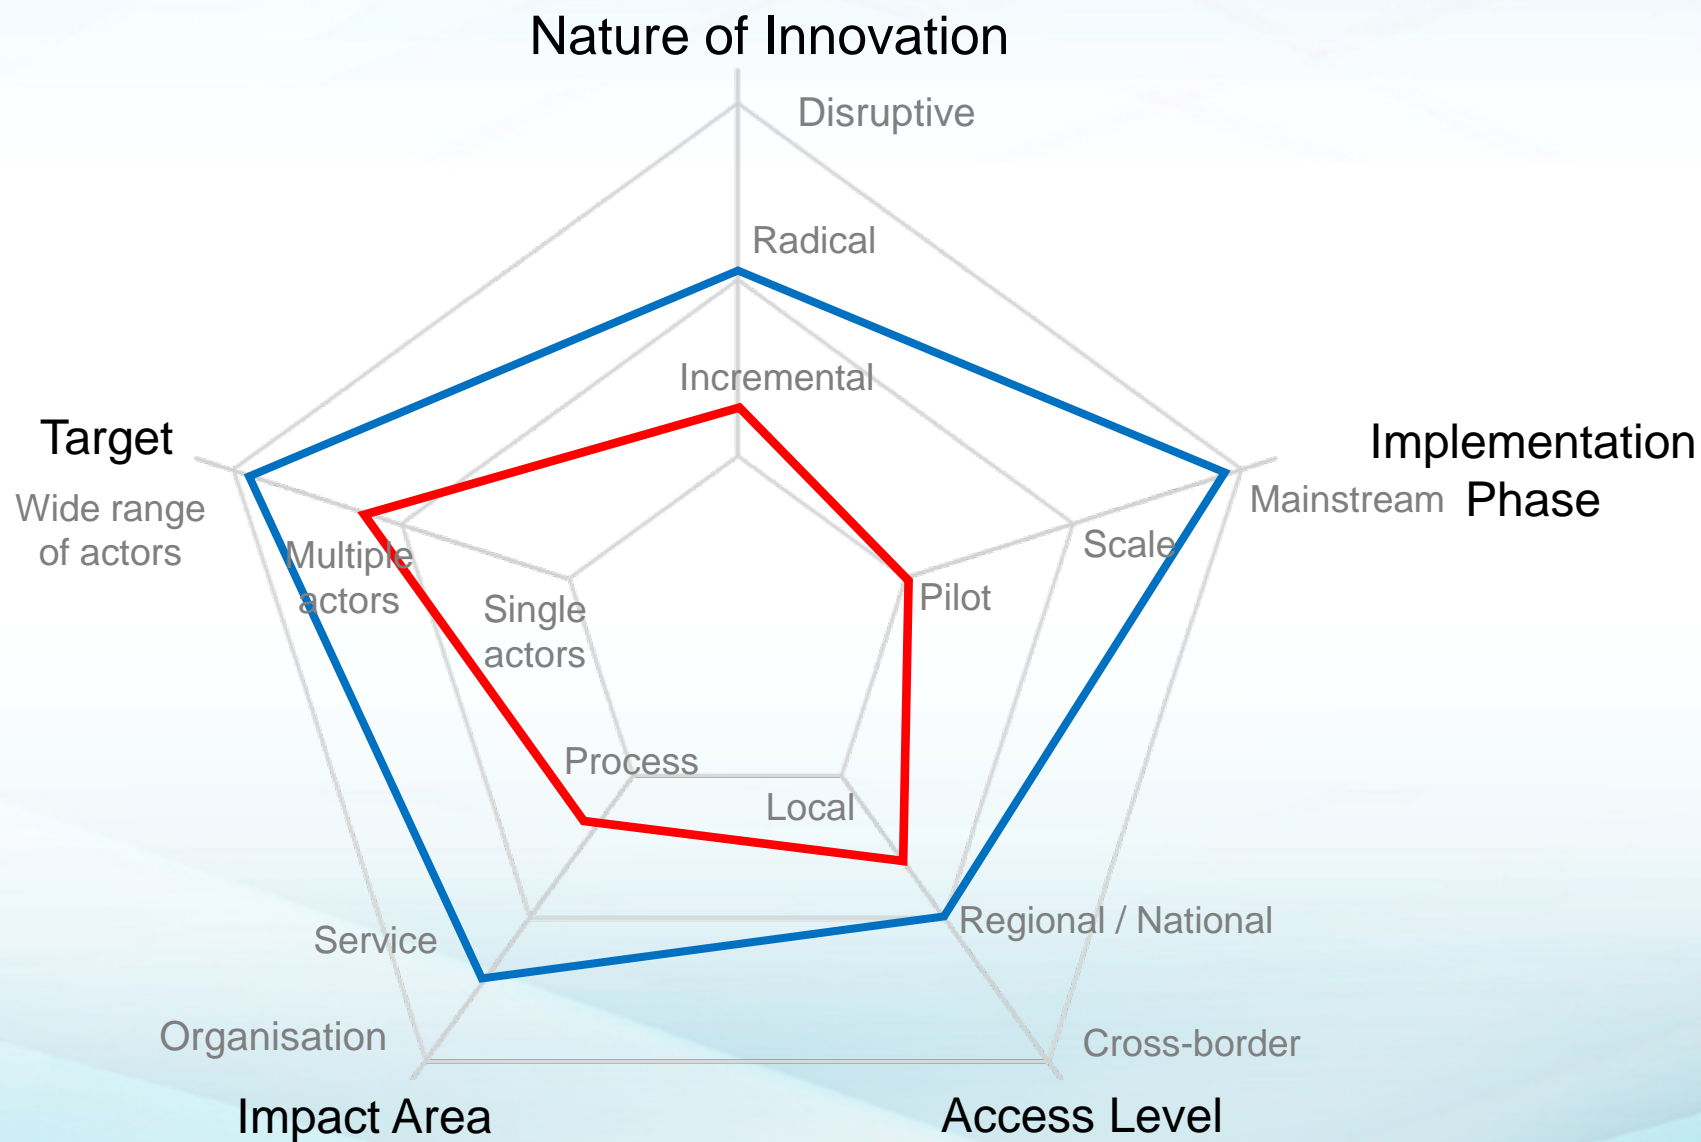 Nature of Innovation
Disruptive
Radical
Incremental
Target
Wide range
of actors
Multiple
actors
Single
actors
Implementation
Phase
Mainstream
Scale
Pilot
Process
Local
Service
Regional / National
Organisation
Cross-border
Impact Area
Access Level